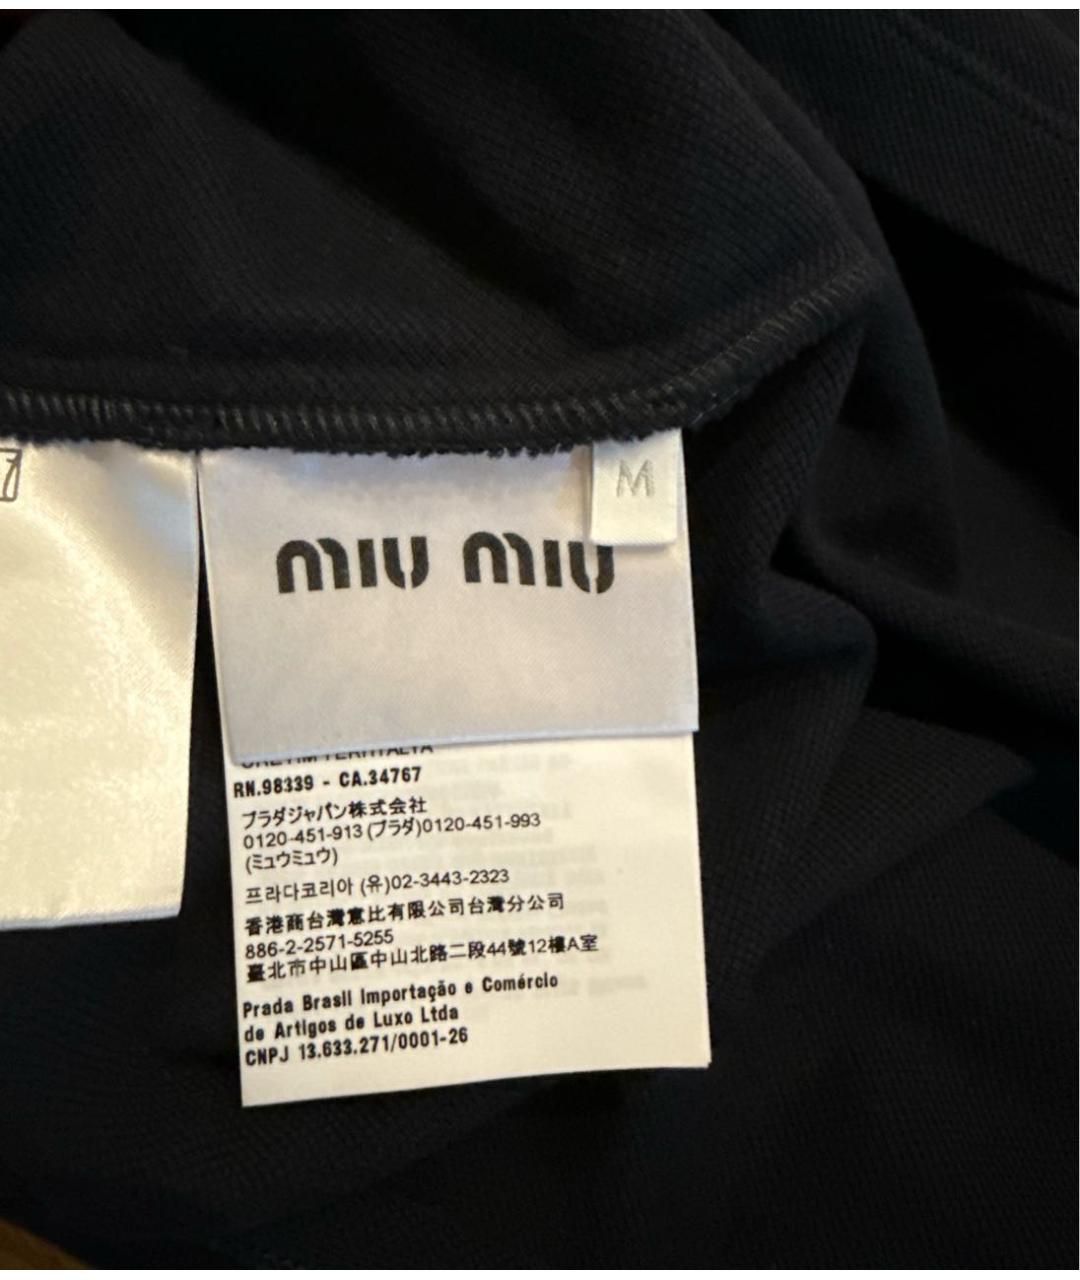 7
M
miu miu
ÜRETİM YERİ:İTALYA
RN.98339 - CA.34767
プラダジャパン株式会社
0120-451-913 (プラダ)0120-451-993
(ミュウミュウ)
프라다코리아 (유)02-3443-2323
香港商台灣意比有限公司台灣分公司
886-2-2571-5255
臺北市中山區中山北路二段44號12樓A室
Prada Brasil Importação e Comércio
de Artigos de Luxo Ltda
CNPJ 13.633.271/0001-26